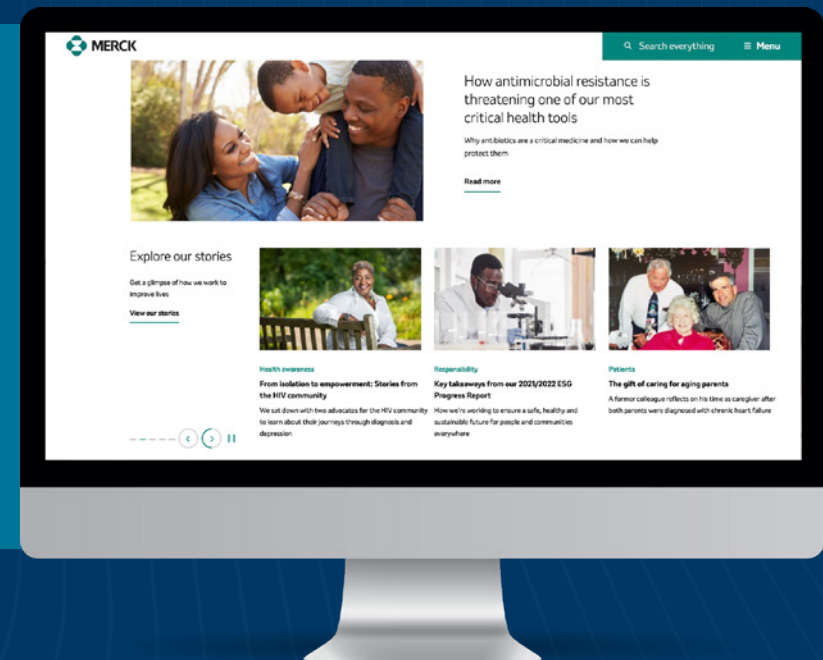 MERCK
Search everything
Menu
How antimicrobial resistance is
threatening one of our most
critical health tools
Why antibiotics are a critical medicine and how we can help
protect them
Read more
Explore our stories
Get a glimpse of how we work to
improve lives
View our stories
Health awareness
From isolation to empowerment: Stories from
the HIV community
We sat down with two advocates for the HIV community
to learn about their journeys through diagnosis and
depression
Responsibility
Key takeaways from our 2021/2022 ESG
Progress Report
How we're working to ensure a safe, healthy and
sustainable future for people and communities
everywhere
Patients
The gift of caring for aging parents
A former colleague reflects on his time as caregiver after
both parents were diagnosed with chronic heart failure